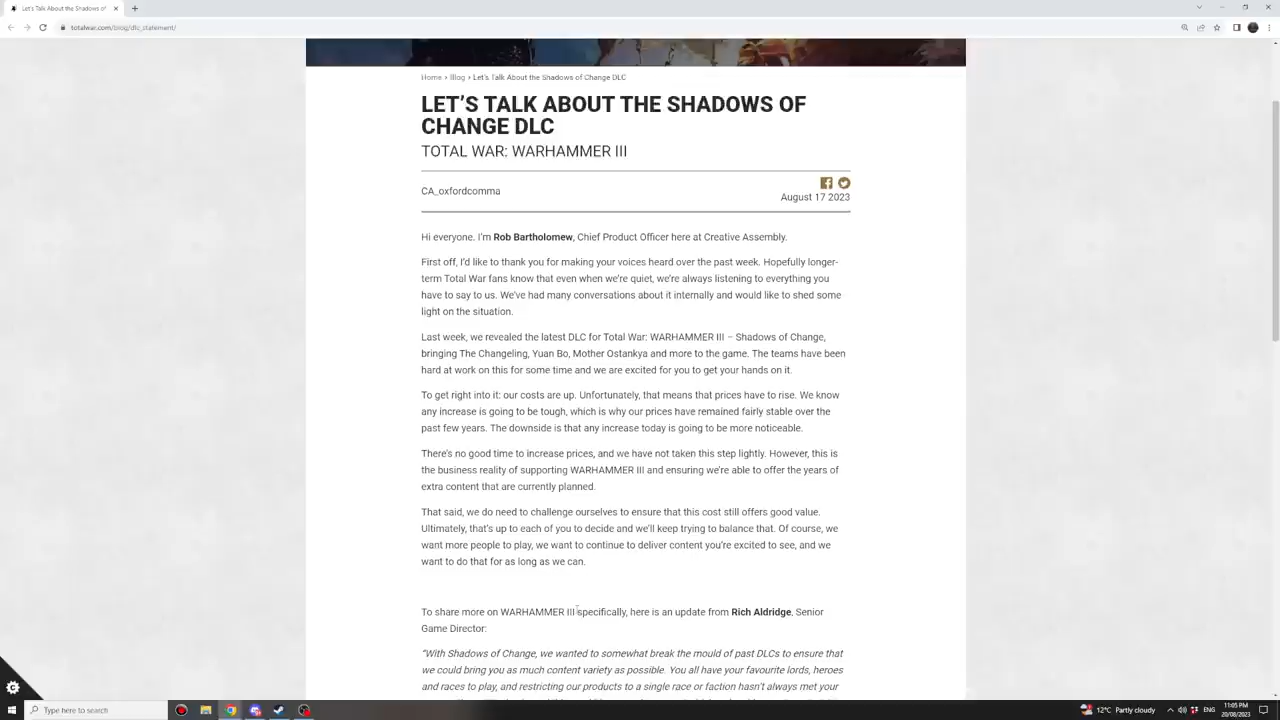 Let's Talk About the Shadows of
totalwar.com/blog/dlc_statement/
Home › Blog › Let's Talk About the Shadows of Change DLC
LET'S TALK ABOUT THE SHADOWS OF
CHANGE DLC
TOTAL WAR: WARHAMMER III
CA_oxfordcomma
August 17 2023
Hi everyone. I'm Rob Bartholomew, Chief Product Officer here at Creative Assembly.
First off, I'd like to thank you for making your voices heard over the past week. Hopefully longer-
term Total War fans know that even when we're quiet, we're always listening to everything you
have to say to us. We've had many conversations about it internally and would like to shed some
light on the situation.
Last week, we revealed the latest DLC for Total War: WARHAMMER III – Shadows of Change,
bringing The Changeling, Yuan Bo, Mother Ostankya and more to the game. The teams have been
hard at work on this for some time and we are excited for you to get your hands on it.
To get right into it: our costs are up. Unfortunately, that means that prices have to rise. We know
any increase is going to be tough, which is why our prices have remained fairly stable over the
past few years. The downside is that any increase today is going to be more noticeable.
There's no good time to increase prices, and we have not taken this step lightly. However, this is
the business reality of supporting WARHAMMER III and ensuring we're able to offer the years of
extra content that are currently planned.
That said, we do need to challenge ourselves to ensure that this cost still offers good value.
Ultimately, that's up to each of you to decide and we'll keep trying to balance that. Of course, we
want more people to play, we want to continue to deliver content you're excited to see, and we
want to do that for as long as we can.
To share more on WARHAMMER III specifically, here is an update from Rich Aldridge, Senior
Game Director:
“With Shadows of Change, we wanted to somewhat break the mould of past DLCs to ensure that
we could bring you as much content variety as possible. You all have your favourite lords, heroes
and races to play, and restricting our products to a single race or faction hasn't always met your
Type here to search
12°C Partly cloudy
ENG
11:05 PM
20/08/2023